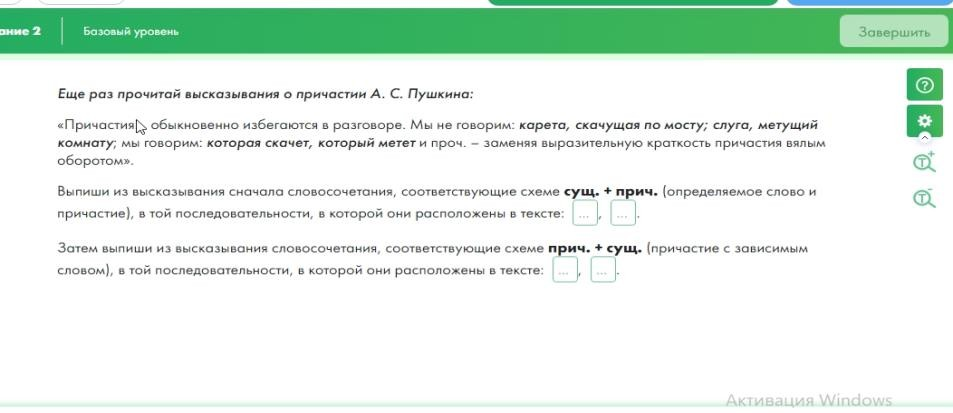 ание 2
Базовый уровень
Завершить
Еще раз прочитай высказывания о причастии А. С. Пушкина:
«Причастия обыкновенно избегаются в разговоре. Мы не говорим: карета, скачущая по мосту; слуга, метущий
комнату; мы говорим: которая скачет, который метет и проч. – заменяя выразительную краткость причастия вялым
оборотом».
Выпиши из высказывания сначала словосочетания, соответствующие схеме сущ. + прич. (определяемое слово и
причастие), в той последовательности, в которой они расположены в тексте: ... , ... .
Затем выпиши из высказывания словосочетания, соответствующие схеме прич. + сущ. (причастие с зависимым
словом), в той последовательности, в которой они расположены в тексте: ... , ... .
Активация Windows